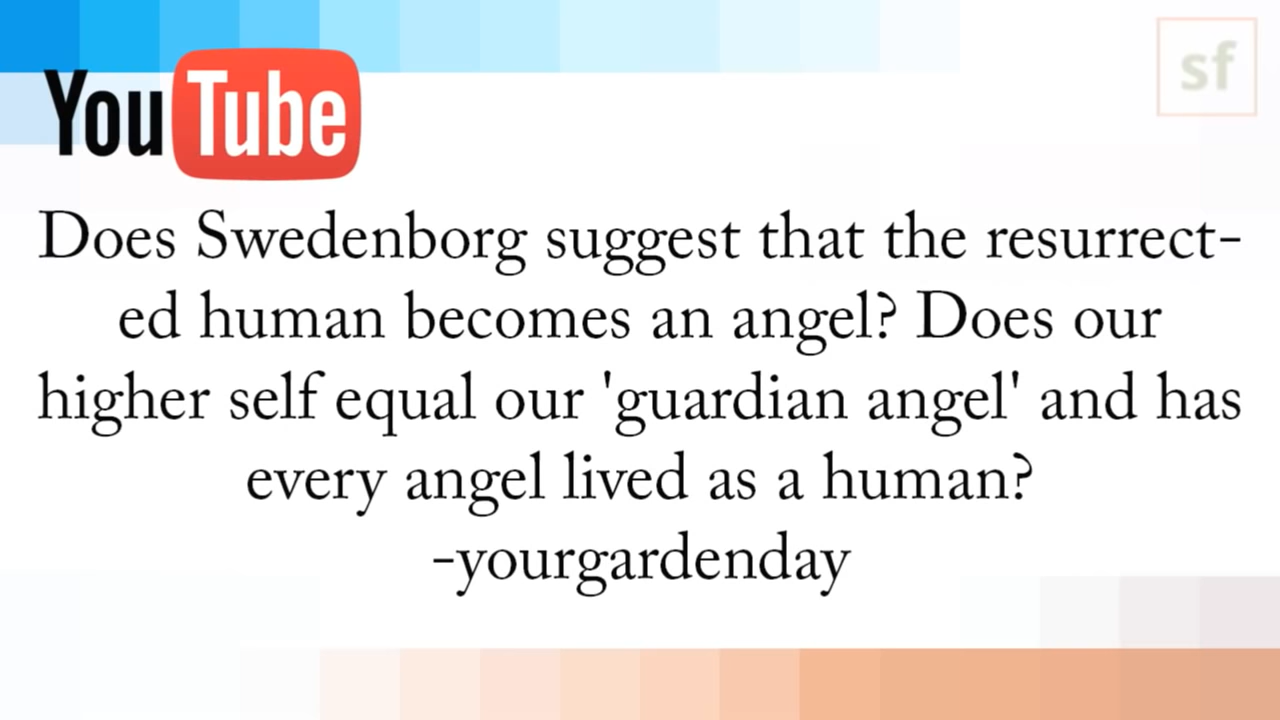 YouTube
sf
Does Swedenborg suggest that the resurrect-
ed human becomes an angel? Does our
higher self equal our 'guardian angel' and has
every angel lived as a human?
-yourgardenday